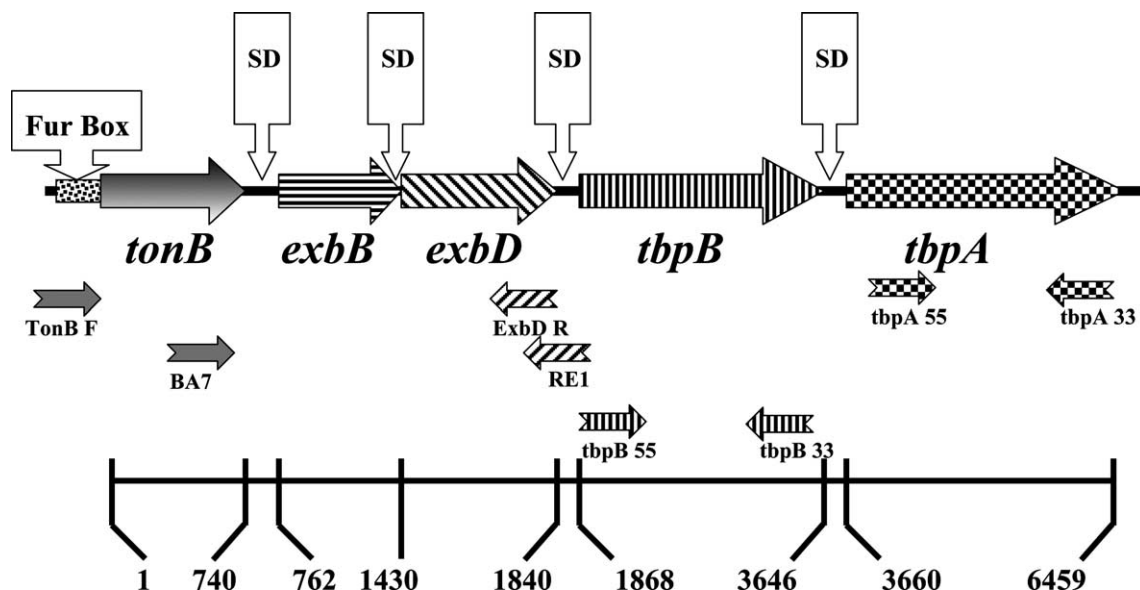 SD SD SD SD
Fur Box
tonB exbB exbD tbpB tbpA
TonB F ExbD R tbpA 55 tbpA 33
BA7 RE1
tbpB 55 tbpB 33
1 740 762 1430 1840 1868 3646 3660 6459